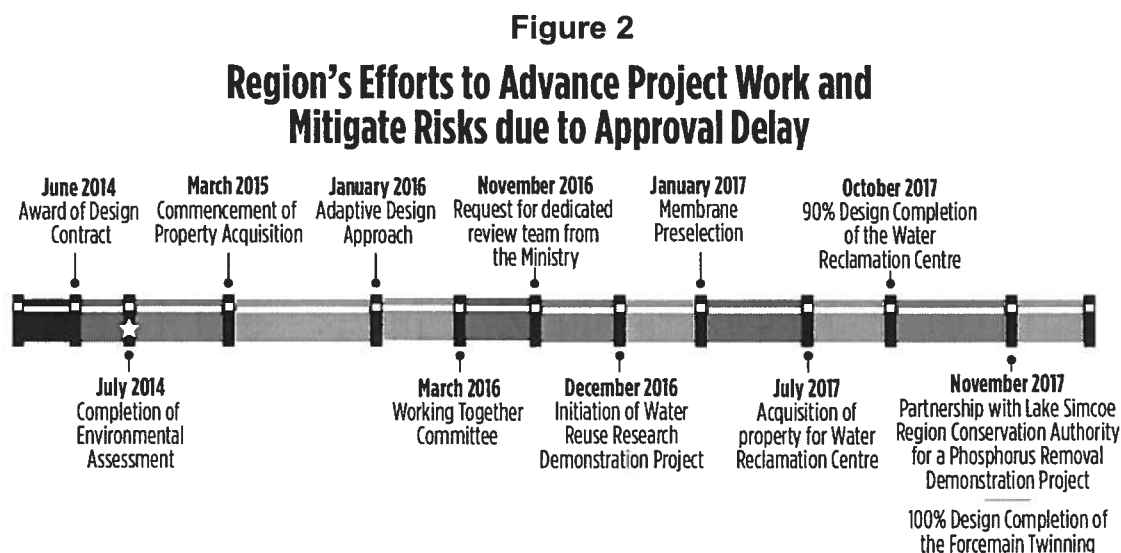 Figure 2
Region's Efforts to Advance Project Work and
Mitigate Risks due to Approval Delay
June 2014
Award of Design
Contract
March 2015
Commencement of
Property Acquisition
January 2016
Adaptive Design
Approach
November 2016
Request for dedicated
review team from
the Ministry
January 2017
Membrane
Preselection
October 2017
90% Design Completion
of the Water
Reclamation Centre
July 2014
Completion of
Environmental
Assessment
March 2016
Working Together
Committee
December 2016
Initiation of Water
Reuse Research
Demonstration Project
July 2017
Acquisition of
property for Water
Reclamation Centre
November 2017
Partnership with Lake Simcoe
Region Conservation Authority
for a Phosphorus Removal
Demonstration Project
100% Design Completion of
the Forcemain Twinning